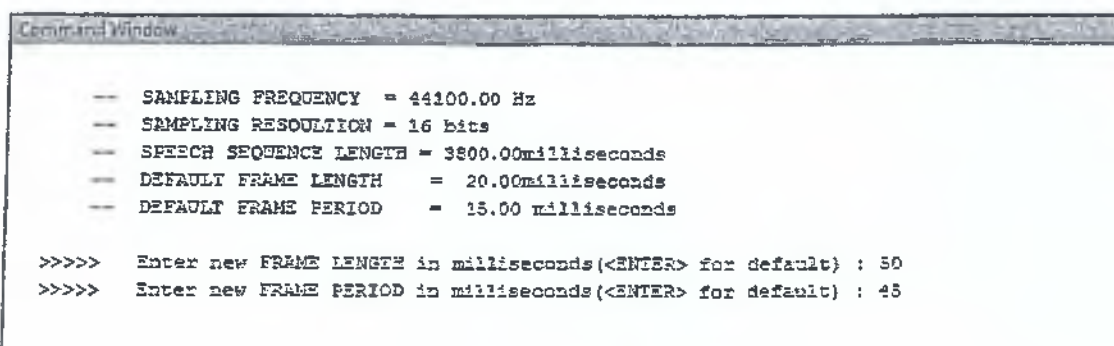 Command Window
-- SAMPLING FREQUENCY = 44100.00 Hz
-- SAMPLING RESOULTION = 16 bits
-- SPEECH SEQUENCE LENGTH = 3800.00milliseconds
-- DEFAULT FRAME LENGTH = 20.00milliseconds
-- DEFAULT FRAME PERIOD = 15.00 milliseconds
>>>>> Enter new FRAME LENGTH in milliseconds(<ENTER> for default) : 50
>>>>> Enter new FRAME PERIOD in milliseconds(<ENTER> for default) : 45